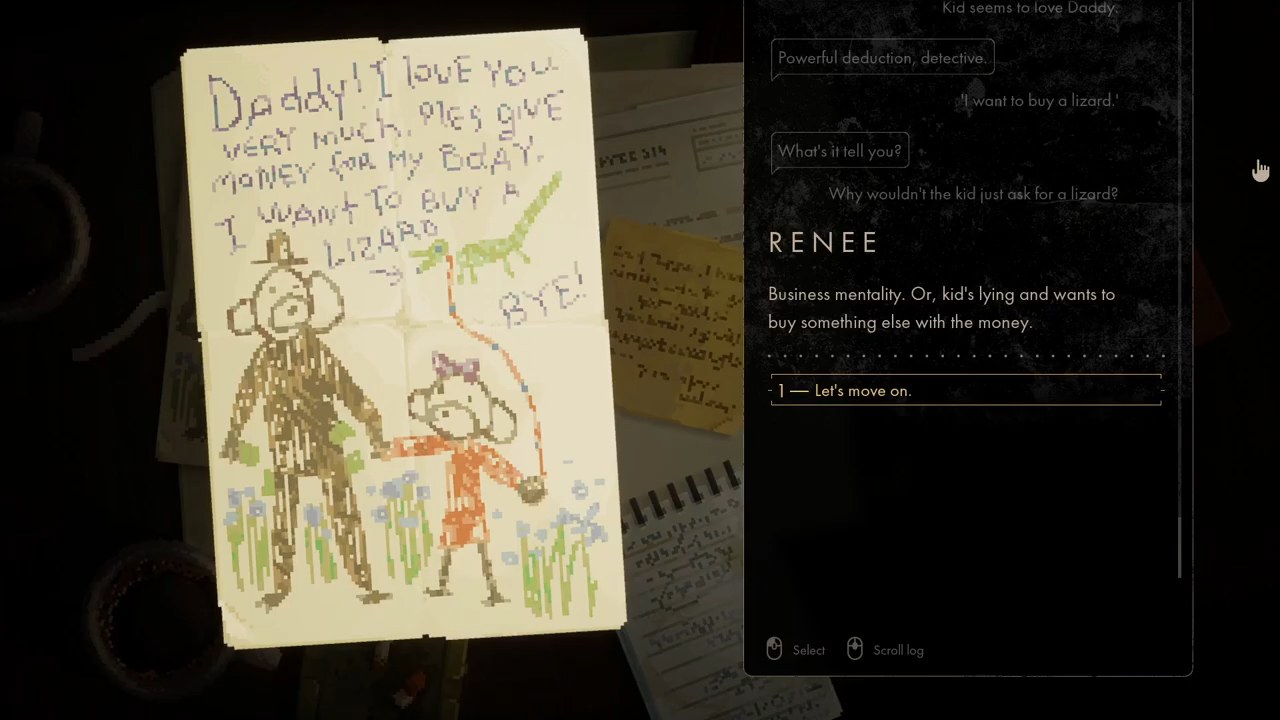 Daddy! I lovE YoU
VERY much. PlEs givE
MoNEY foR MY BdAY.
I WANT To BUY A
LIZARD
BYE!
Kid seems to love Daddy.
Powerful deduction, detective.
'I want to buy a lizard.'
What's it tell you?
Why wouldn't the kid just ask for a lizard?
RENEE
Business mentality. Or, kid's lying and wants to
buy something else with the money.
1 — Let's move on.
Select
Scroll log